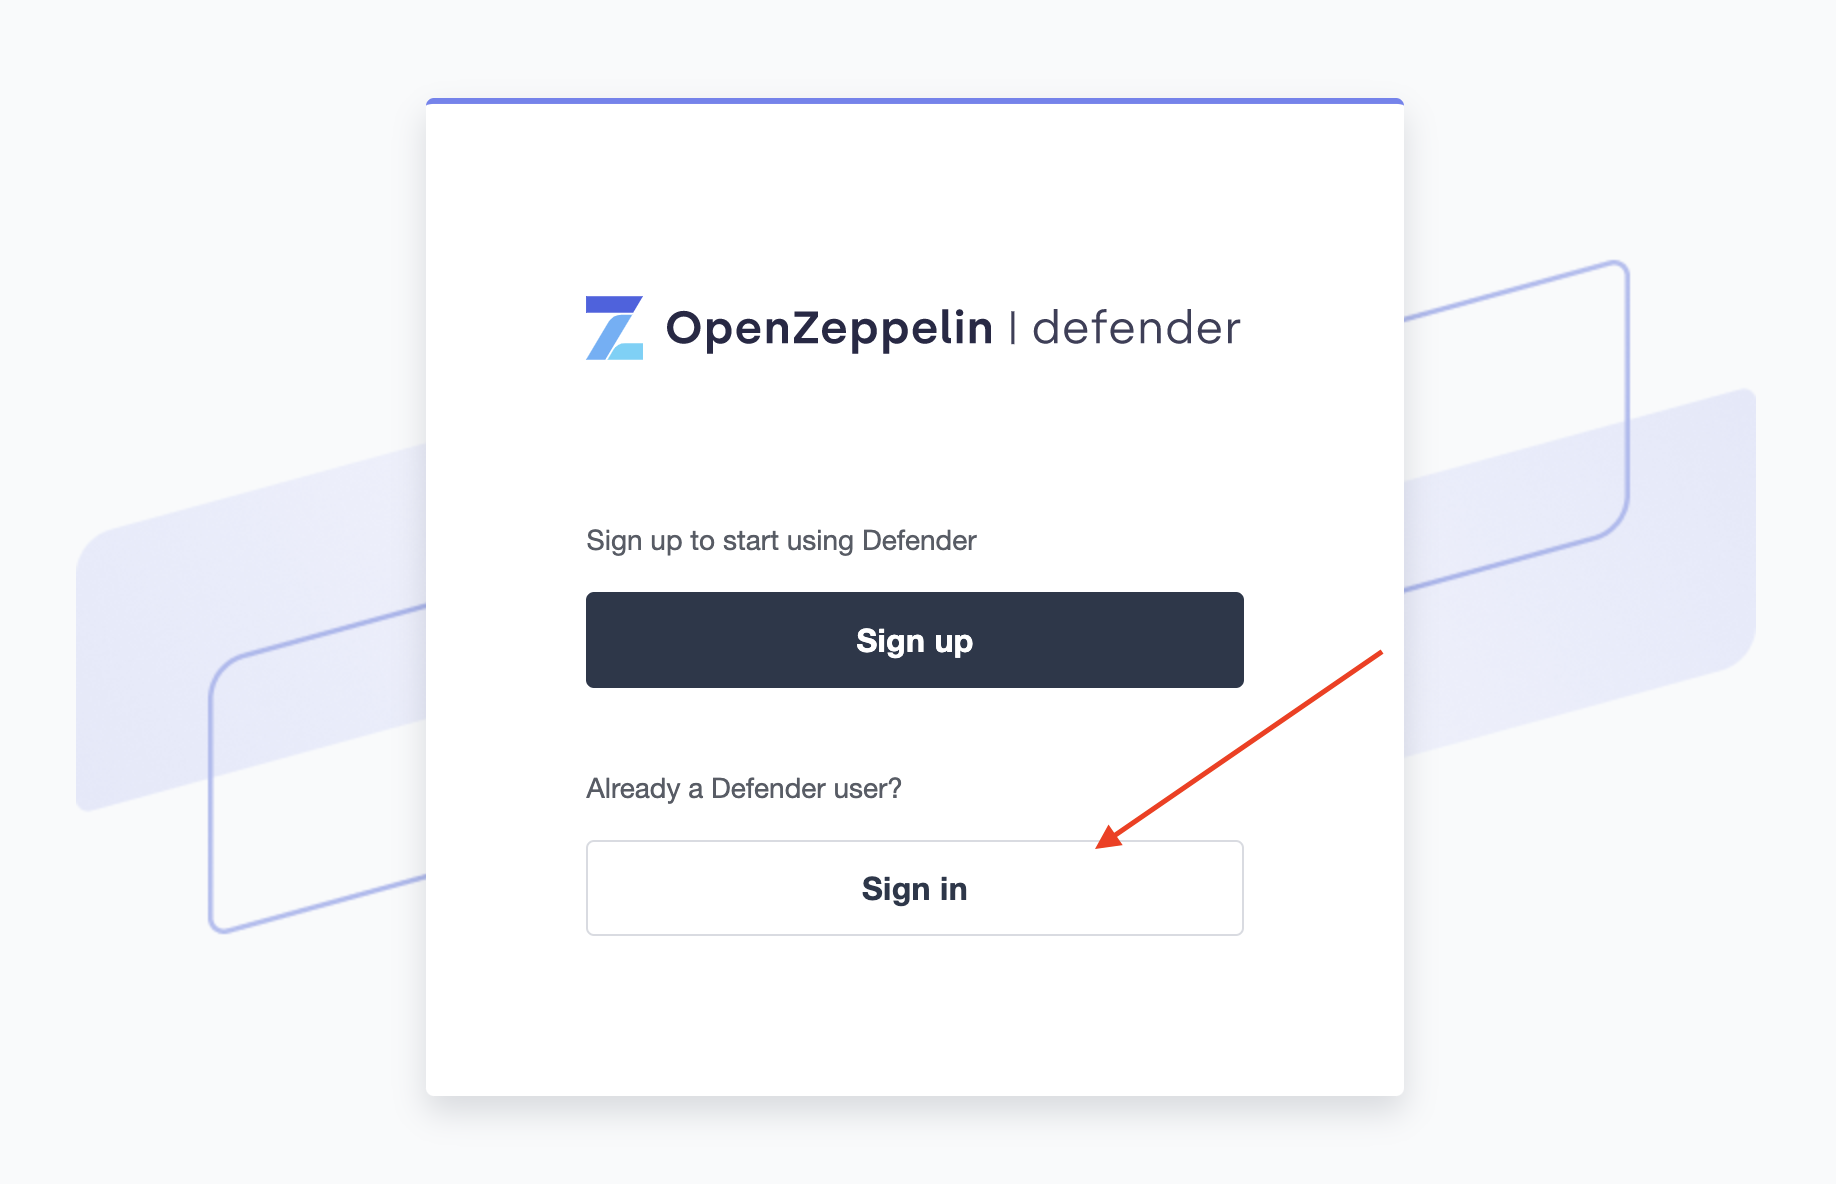 OpenZeppelin | defender
Sign up to start using Defender
Sign up
Already a Defender user?
Sign in